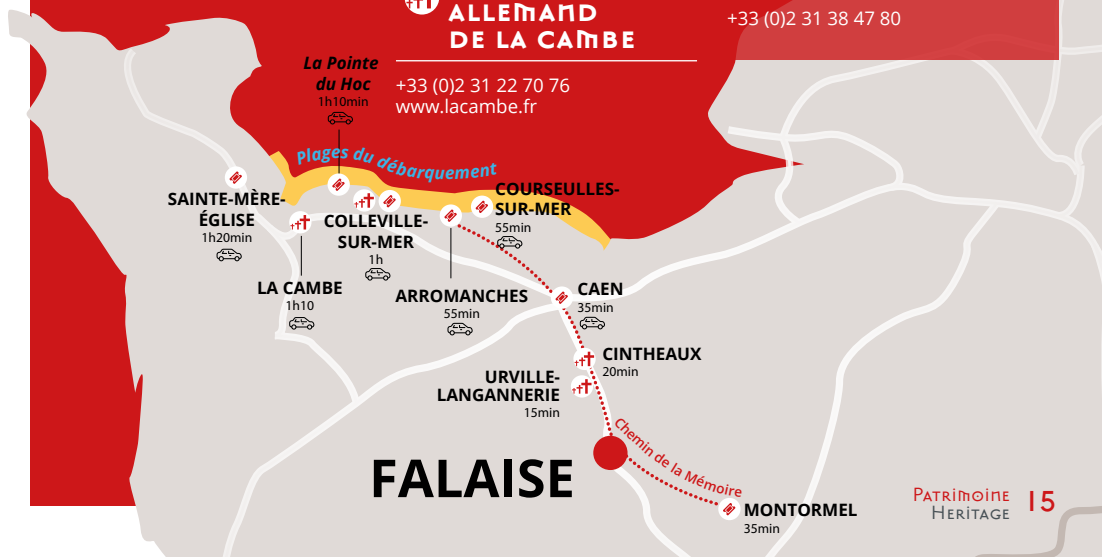 ALLEMAND
DE LA CAMBE
+33 (0)2 31 38 47 80
+33 (0)2 31 22 70 76
www.lacambe.fr
La Pointe
du Hoc
1h10min
Plages du débarquement
SAINTE-MÈRE-
ÉGLISE
1h20min
COLLEVILLE-
SUR-MER
1h
COURSEULLES-
SUR-MER
55min
LA CAMBE
1h10
ARROMANCHES
55min
CAEN
35min
CINTHEAUX
20min
URVILLE-
LANGANNERIE
15min
FALAISE
Chemin de la Mémoire
MONTORMEL
35min
PATRIMOINE
HERITAGE
15